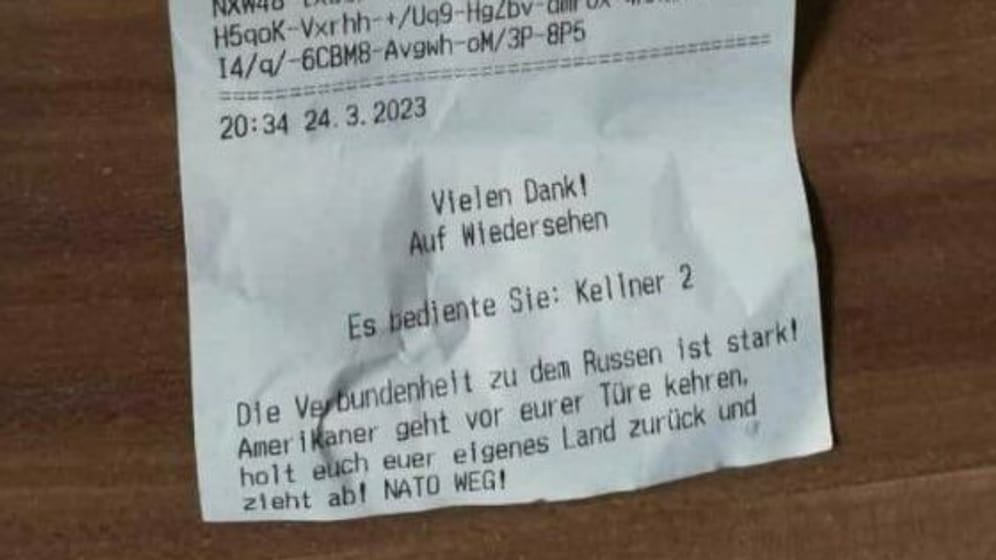 NXW48
H5qoK-Vxrhh-+/Uq9-HgZbv-
I4/q/-6CBM8-Avgwh-oM/3P-8P5
================================================
20:34 24.3.2023
Vielen Dank!
Auf Wiedersehen
Es bediente Sie: Kellner 2
Die Verbundenheit zu dem Russen ist stark!
Amerikaner geht vor eurer Türe kehren,
holt euch euer eigenes Land zurück und
zieht ab! NATO WEG!